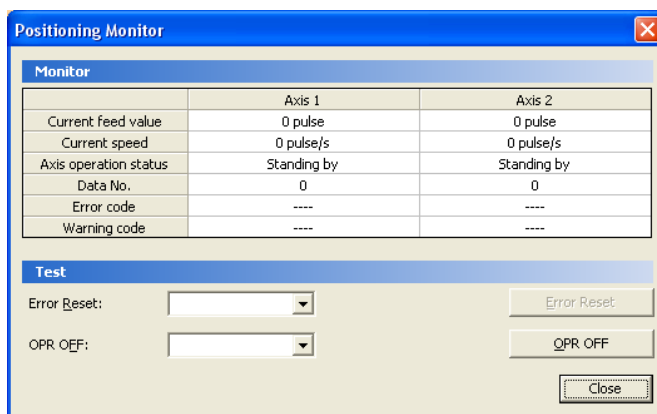 Positioning Monitor
Monitor
Axis 1 Axis 2
Current feed value 0 pulse 0 pulse
Current speed 0 pulse/s 0 pulse/s
Axis operation status Standing by Standing by
Data No. 0 0
Error code ---- ----
Warning code ---- ----
Test
Error Reset: Error Reset
OPR OFF: OPR OFF
Close